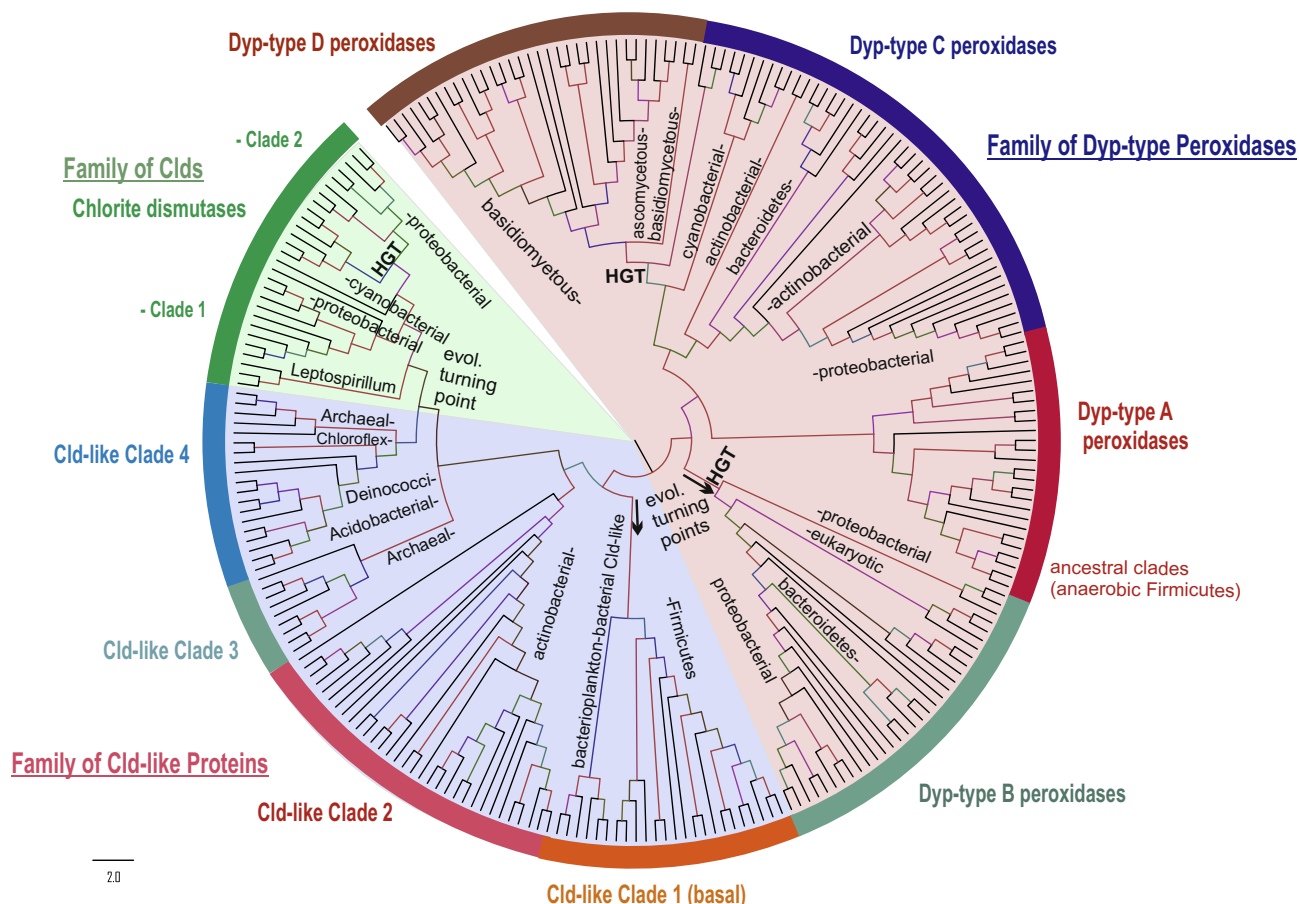 Dyp-type D peroxidases
Dyp-type C peroxidases
- Clade 2
Family of Clds
Chlorite dismutases
- Clade 1
Family of Dyp-type Peroxidases
basidiomyetous-
ascomycetous-
basidiomycetous-
HGT
cyanobacterial-
actinobacterial-
bacteroidetes-
-actinobacterial
-proteobacterial
-proteobacterial
HGT
-cyanobacterial
-proteobacterial
Leptospirillum
evol.
turning
point
Dyp-type A
peroxidases
Cld-like Clade 4
Archaeal-
Chloroflex-
Deinococci-
Acidobacterial-
Archaeal-
HGT
evol.
turning
points
-proteobacterial
-eukaryotic
ancestral clades
(anaerobic Firmicutes)
bacteroidetes-
proteobacterial
-Firmicutes
bacterioplankton-bacterial Cld-like
actinobacterial-
Cld-like Clade 3
Family of Cld-like Proteins
Cld-like Clade 2
Dyp-type B peroxidases
Cld-like Clade 1 (basal)
2.0